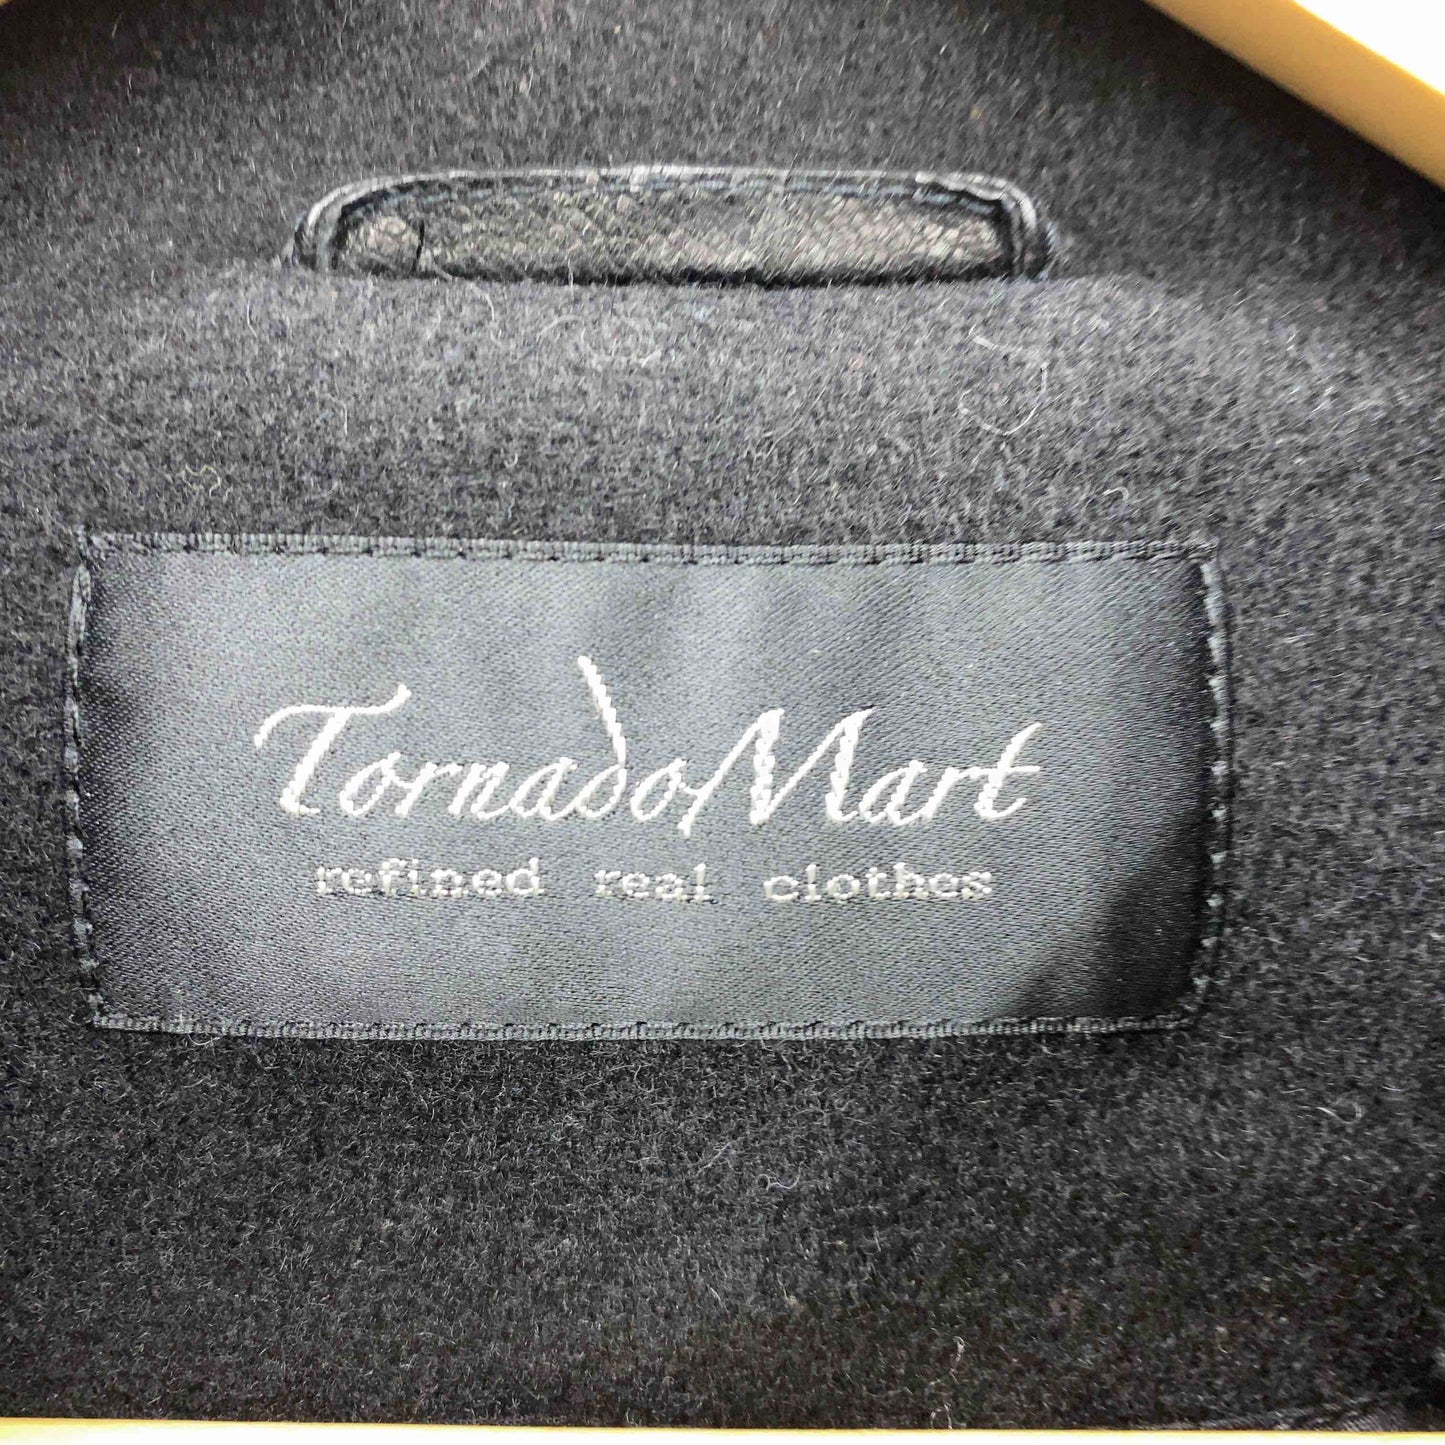 TornadoMart
refined real clothes